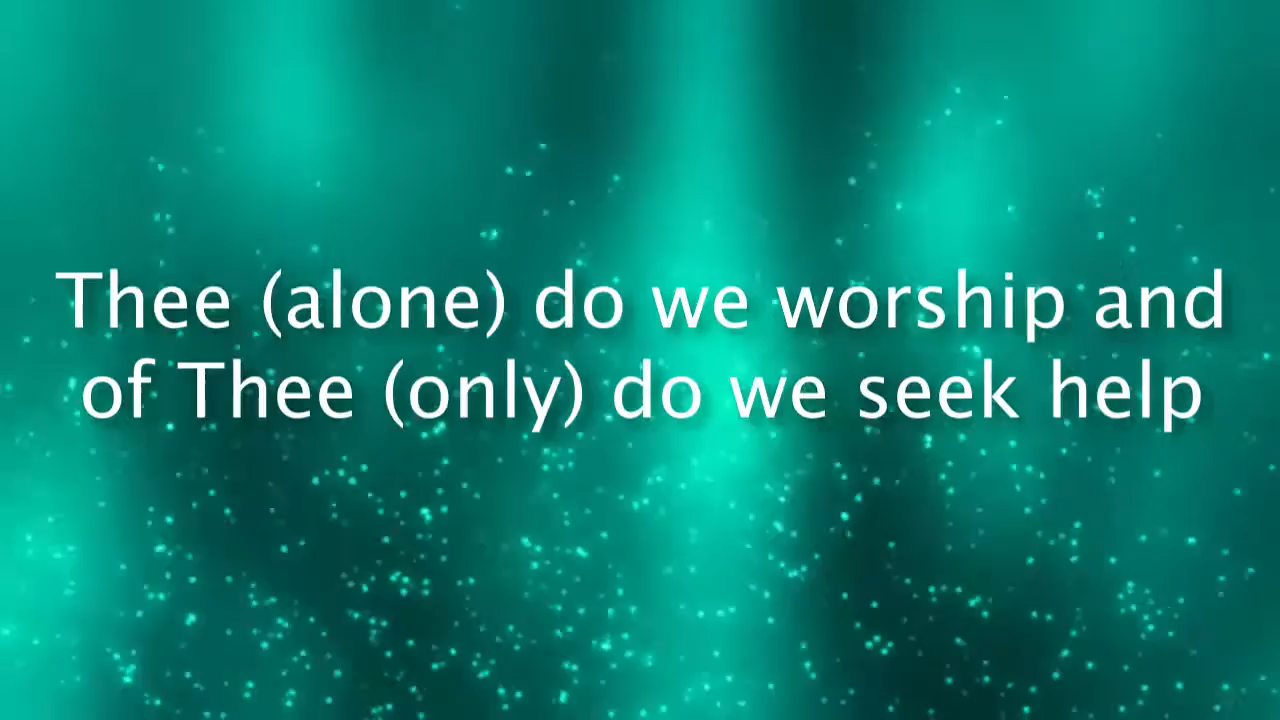 Thee (alone) do we worship and
of Thee (only) do we seek help